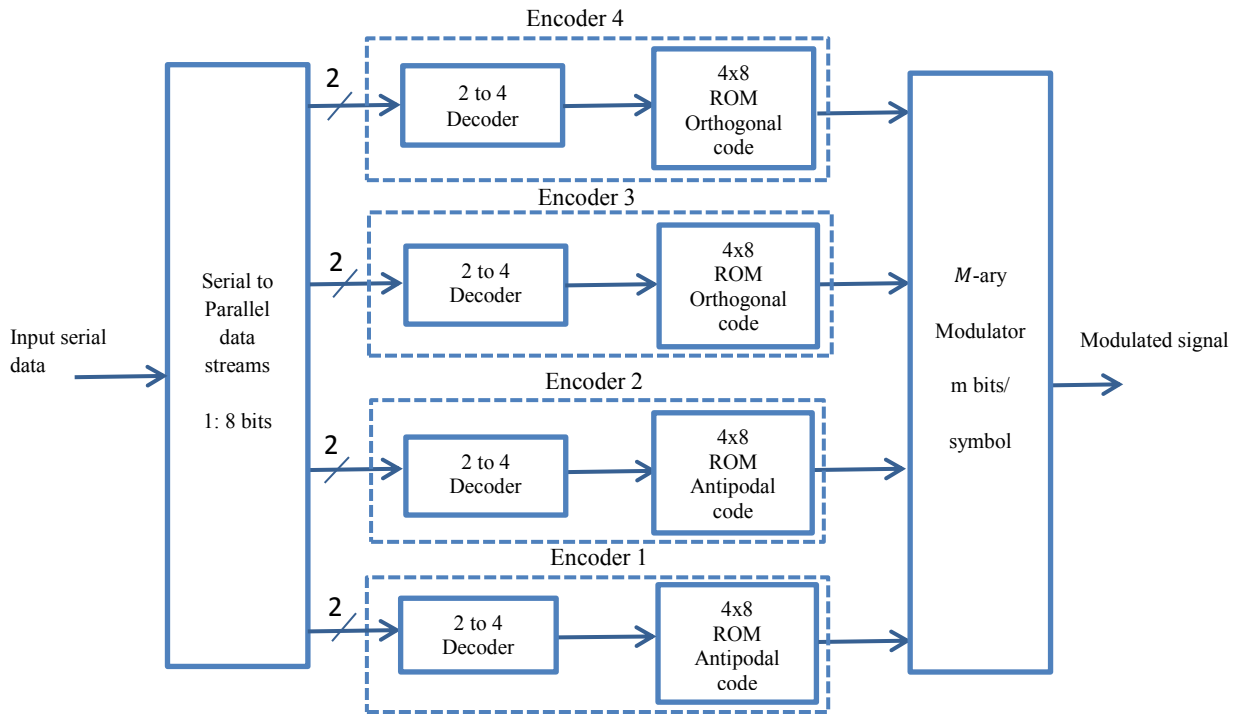 Encoder 4
2
2 to 4
Decoder
4x8
ROM
Orthogonal
code
Encoder 3
2
2 to 4
Decoder
4x8
ROM
Orthogonal
code
Input serial
data
Serial to
Parallel
data
streams
1: 8 bits
M-ary
Modulator
m bits/
symbol
Modulated signal
Encoder 2
2
2 to 4
Decoder
4x8
ROM
Antipodal
code
Encoder 1
2
2 to 4
Decoder
4x8
ROM
Antipodal
code